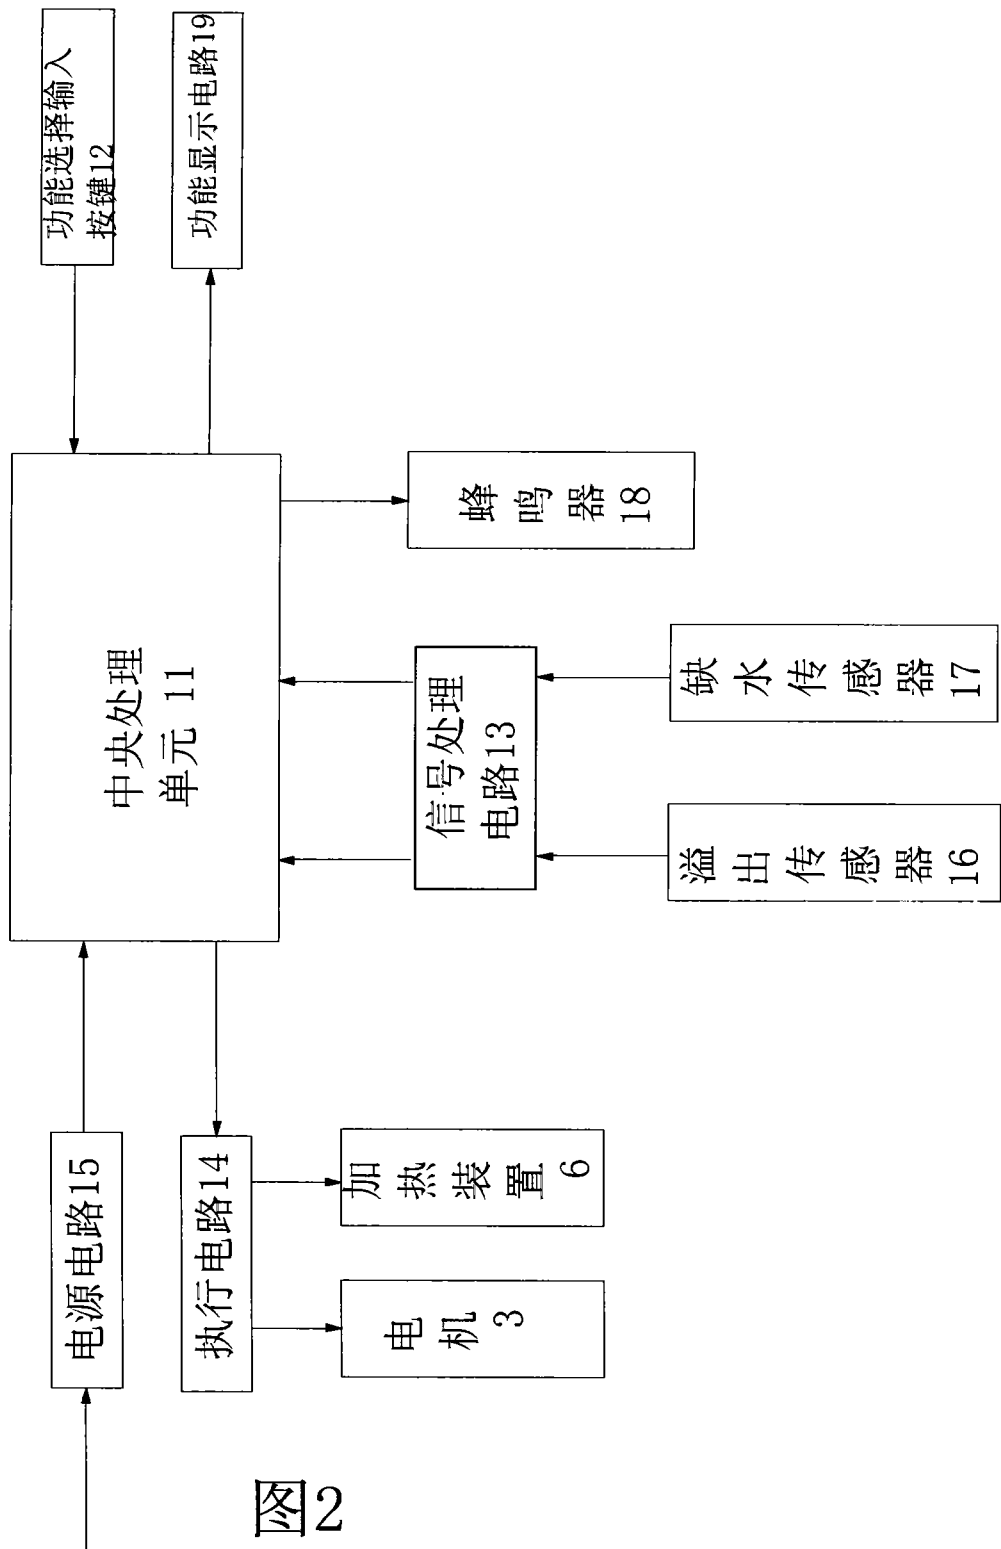 电源电路15
执行电路14
电机3
加热装置6
中央处理
单元 11
信号处理
电路13
溢出传感器16
缺水传感器17
蜂鸣器18
功能选择输入
按键12
功能显示电路19
图2